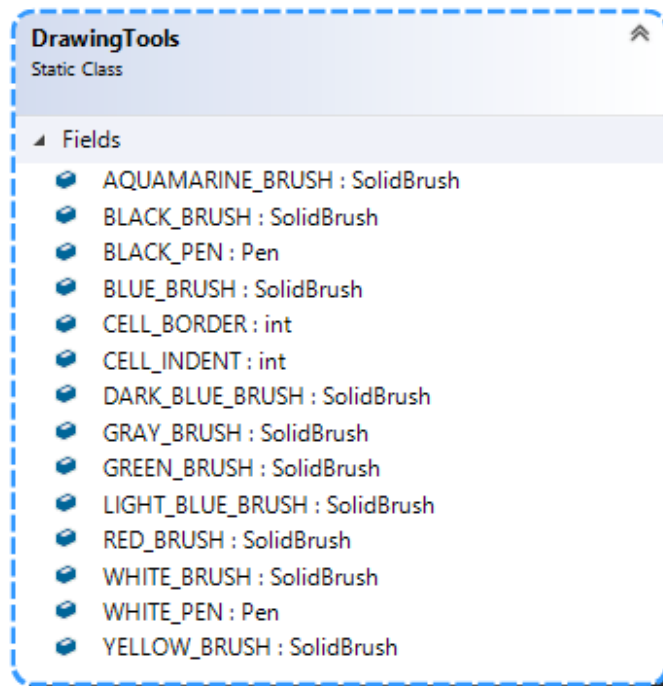 DrawingTools
Static Class
Fields
AQUAMARINE_BRUSH : SolidBrush
BLACK_BRUSH : SolidBrush
BLACK_PEN : Pen
BLUE_BRUSH : SolidBrush
CELL_BORDER : int
CELL_INDENT : int
DARK_BLUE_BRUSH : SolidBrush
GRAY_BRUSH : SolidBrush
GREEN_BRUSH : SolidBrush
LIGHT_BLUE_BRUSH : SolidBrush
RED_BRUSH : SolidBrush
WHITE_BRUSH : SolidBrush
WHITE_PEN : Pen
YELLOW_BRUSH : SolidBrush